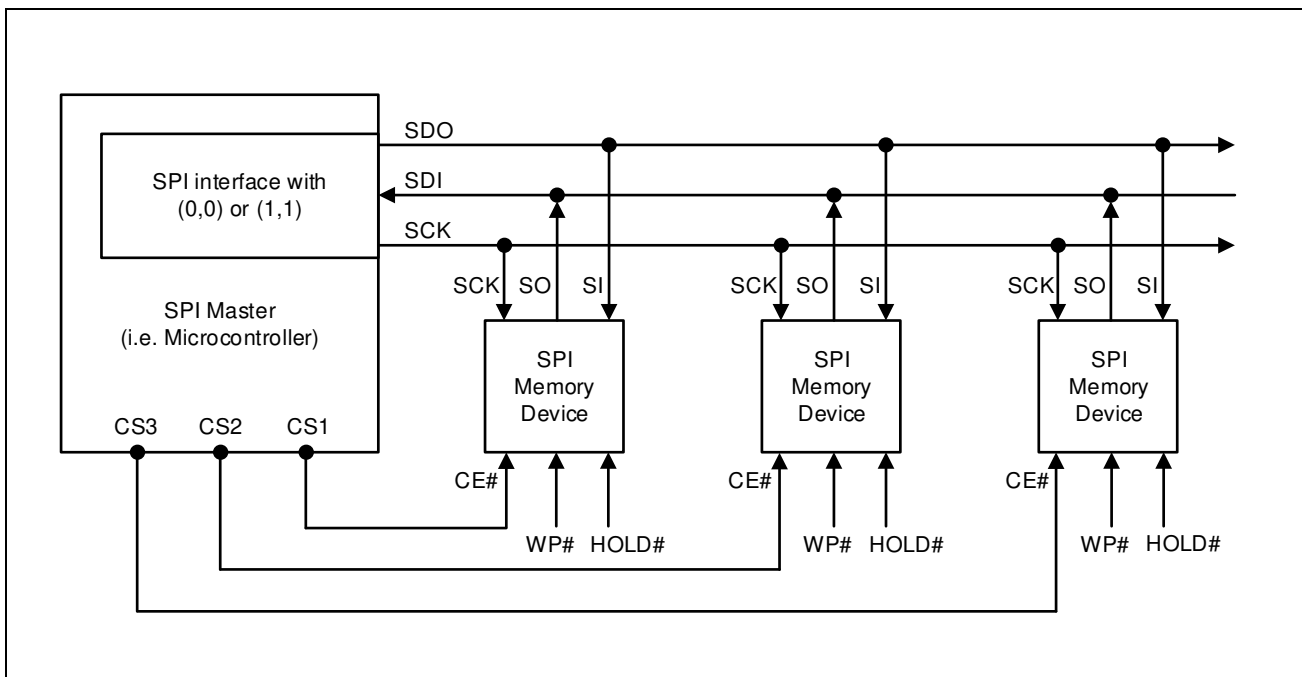 SDO
SDI
SCK
SPI interface with
(0,0) or (1,1)
SPI Master
(i.e. Microcontroller)
CS3 CS2 CS1
SCK SO SI
SPI
Memory
Device
CE#
WP# HOLD#
SCK SO SI
SPI
Memory
Device
CE#
WP# HOLD#
SCK SO SI
SPI
Memory
Device
CE#
WP# HOLD#